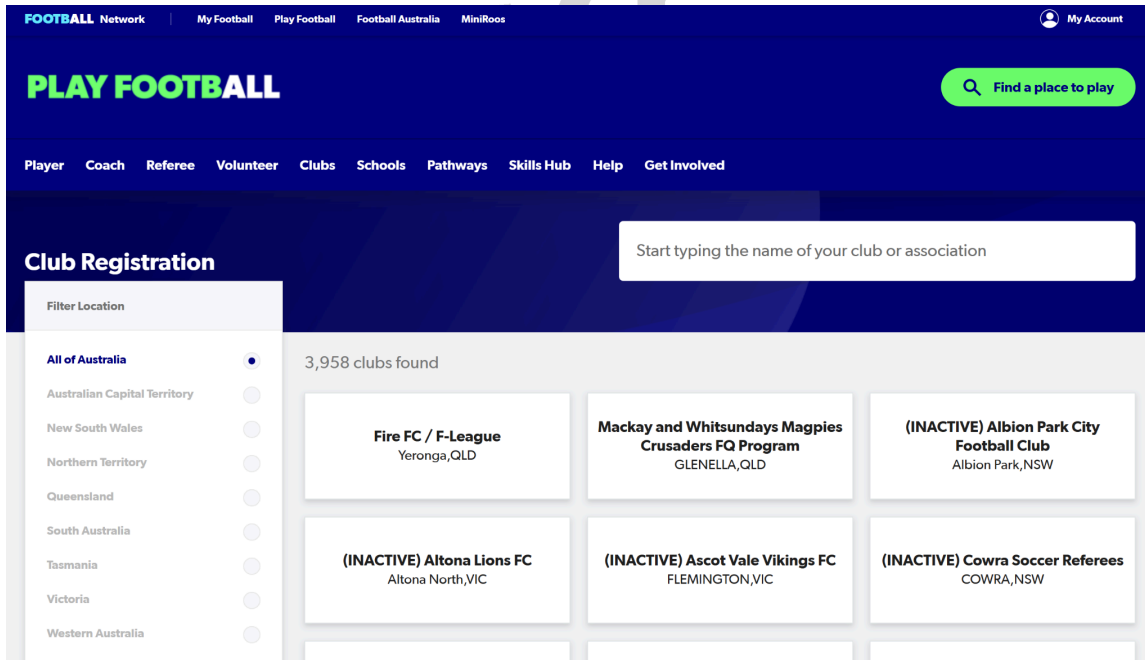 FOOTBALL Network
My Football
Play Football
Football Australia
MiniRoos
My Account
PLAY FOOTBALL
Find a place to play
Player
Coach
Referee
Volunteer
Clubs
Schools
Pathways
Skills Hub
Help
Get Involved
Club Registration
Start typing the name of your club or association
Filter Location
All of Australia
Australian Capital Territory
New South Wales
Northern Territory
Queensland
South Australia
Tasmania
Victoria
Western Australia
3,958 clubs found
Fire FC / F-League
Yeronga,QLD
Mackay and Whitsundays Magpies
Crusaders FQ Program
GLENELLA,QLD
(INACTIVE) Albion Park City
Football Club
Albion Park,NSW
(INACTIVE) Altona Lions FC
Altona North,VIC
(INACTIVE) Ascot Vale Vikings FC
FLEMINGTON,VIC
(INACTIVE) Cowra Soccer Referees
COWRA,NSW